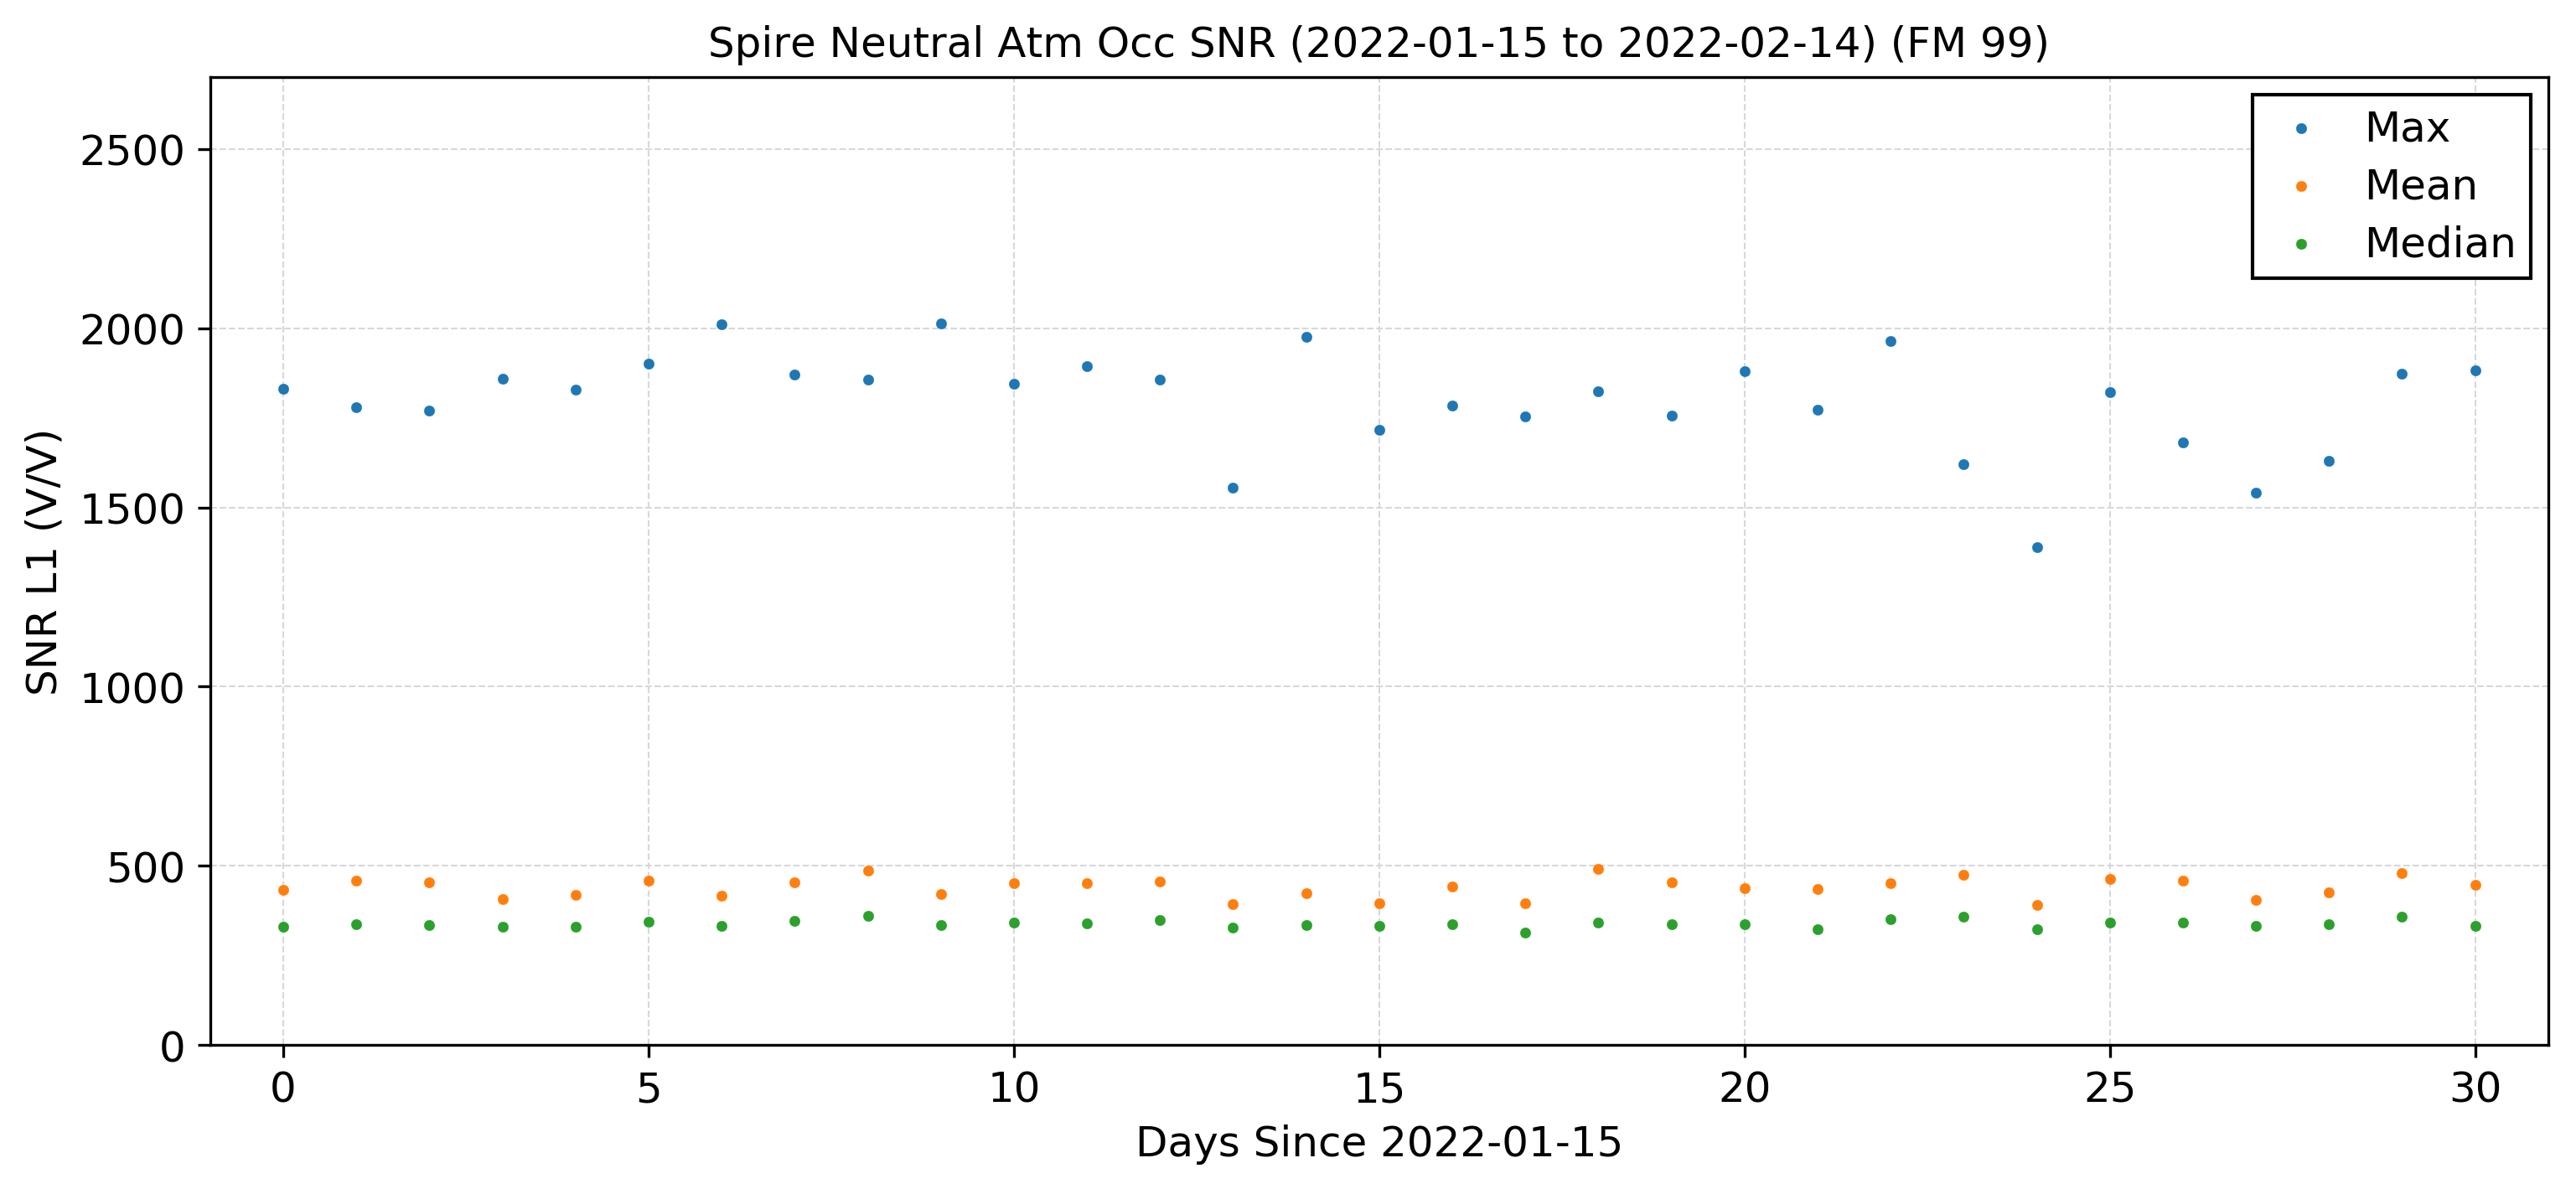 Spire Neutral Atm Occ SNR (2022-01-15 to 2022-02-14) (FM 99)
Max
Mean
Median
SNR L1 (V/V)
2500
2000
1500
1000
500
0
0 5 10 15 20 25 30
Days Since 2022-01-15